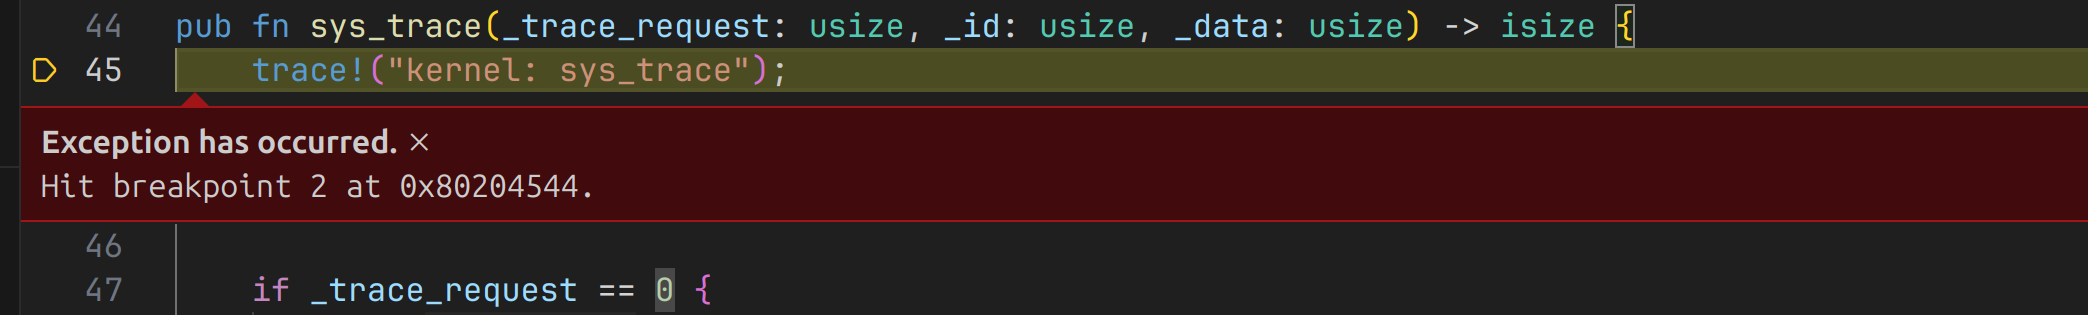 44 pub fn sys_trace(_trace_request: usize, _id: usize, _data: usize) -> isize {
45 trace!("kernel: sys_trace");
Exception has occurred. ×
Hit breakpoint 2 at 0x80204544.
46
47 if _trace_request == 0 {